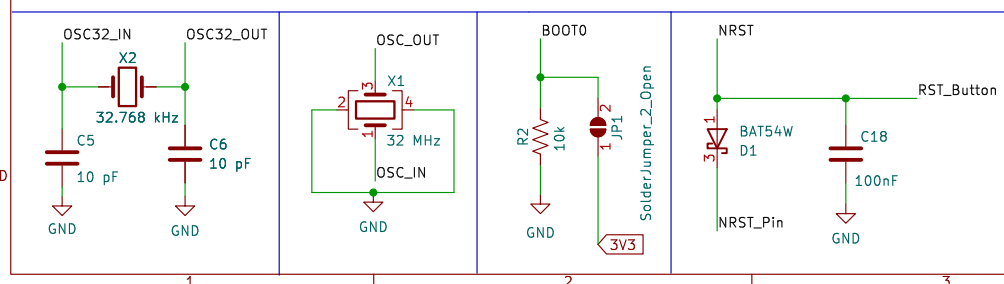 OSC32_IN
OSC32_OUT
X2
32.768 kHz
C5
10 pF
C6
10 pF
GND
GND
OSC_OUT
X1
3
2
4
1
32 MHz
OSC_IN
GND
BOOT0
R2
10k
2
JP1
1
SolderJumper_2_Open
GND
3V3
NRST
RST_Button
1
BAT54W
D1
3
NRST_Pin
C18
100nF
GND
D
1
2
3